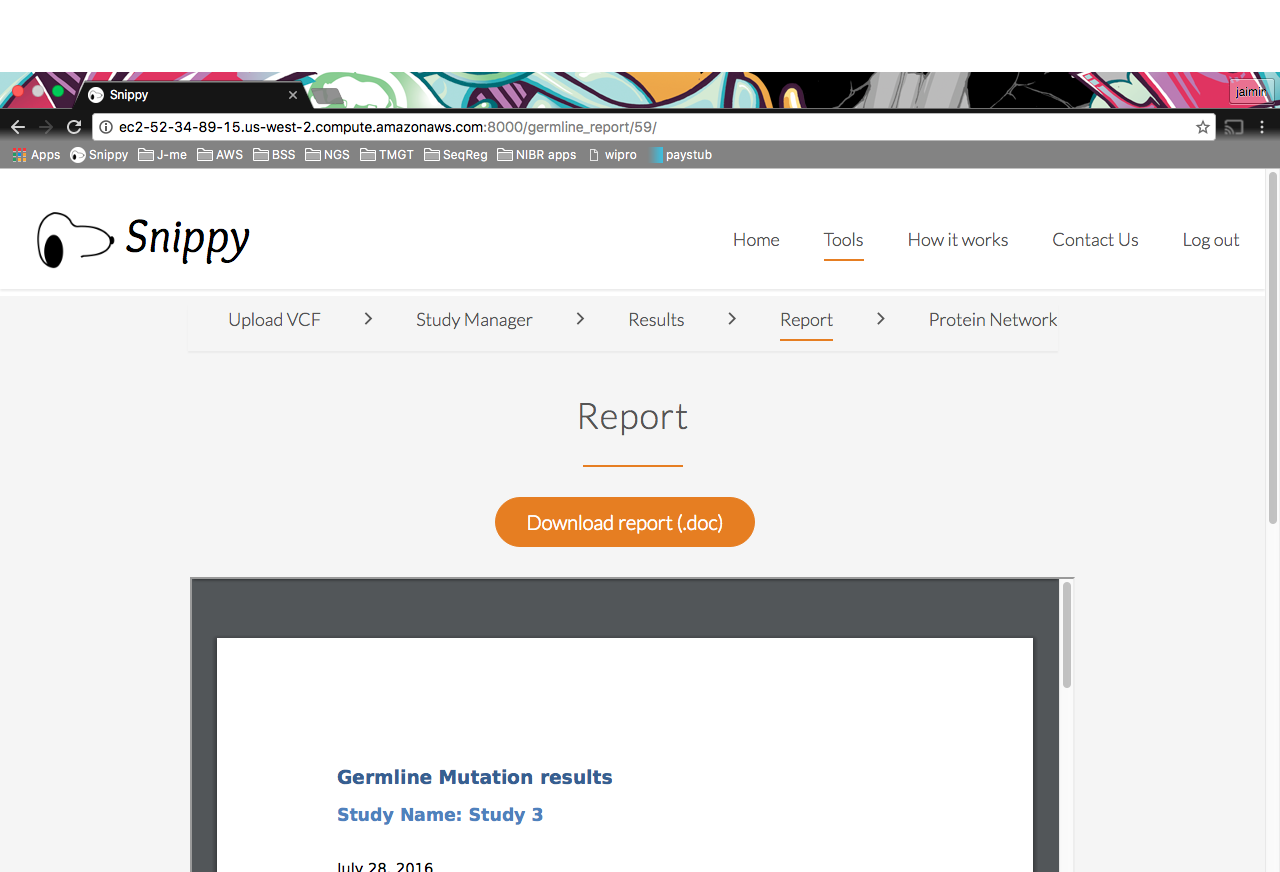 Snippy
jaimin
ec2-52-34-89-15.us-west-2.compute.amazonaws.com:8000/germline_report/59/
Apps Snippy J-me AWS BSS NGS TMGT SeqReg NIBR apps wipro paystub
Snippy Home Tools How it works Contact Us Log out
Upload VCF Study Manager Results Report Protein Network
Report
Download report (.doc)
Germline Mutation results
Study Name: Study 3
July 28, 2016